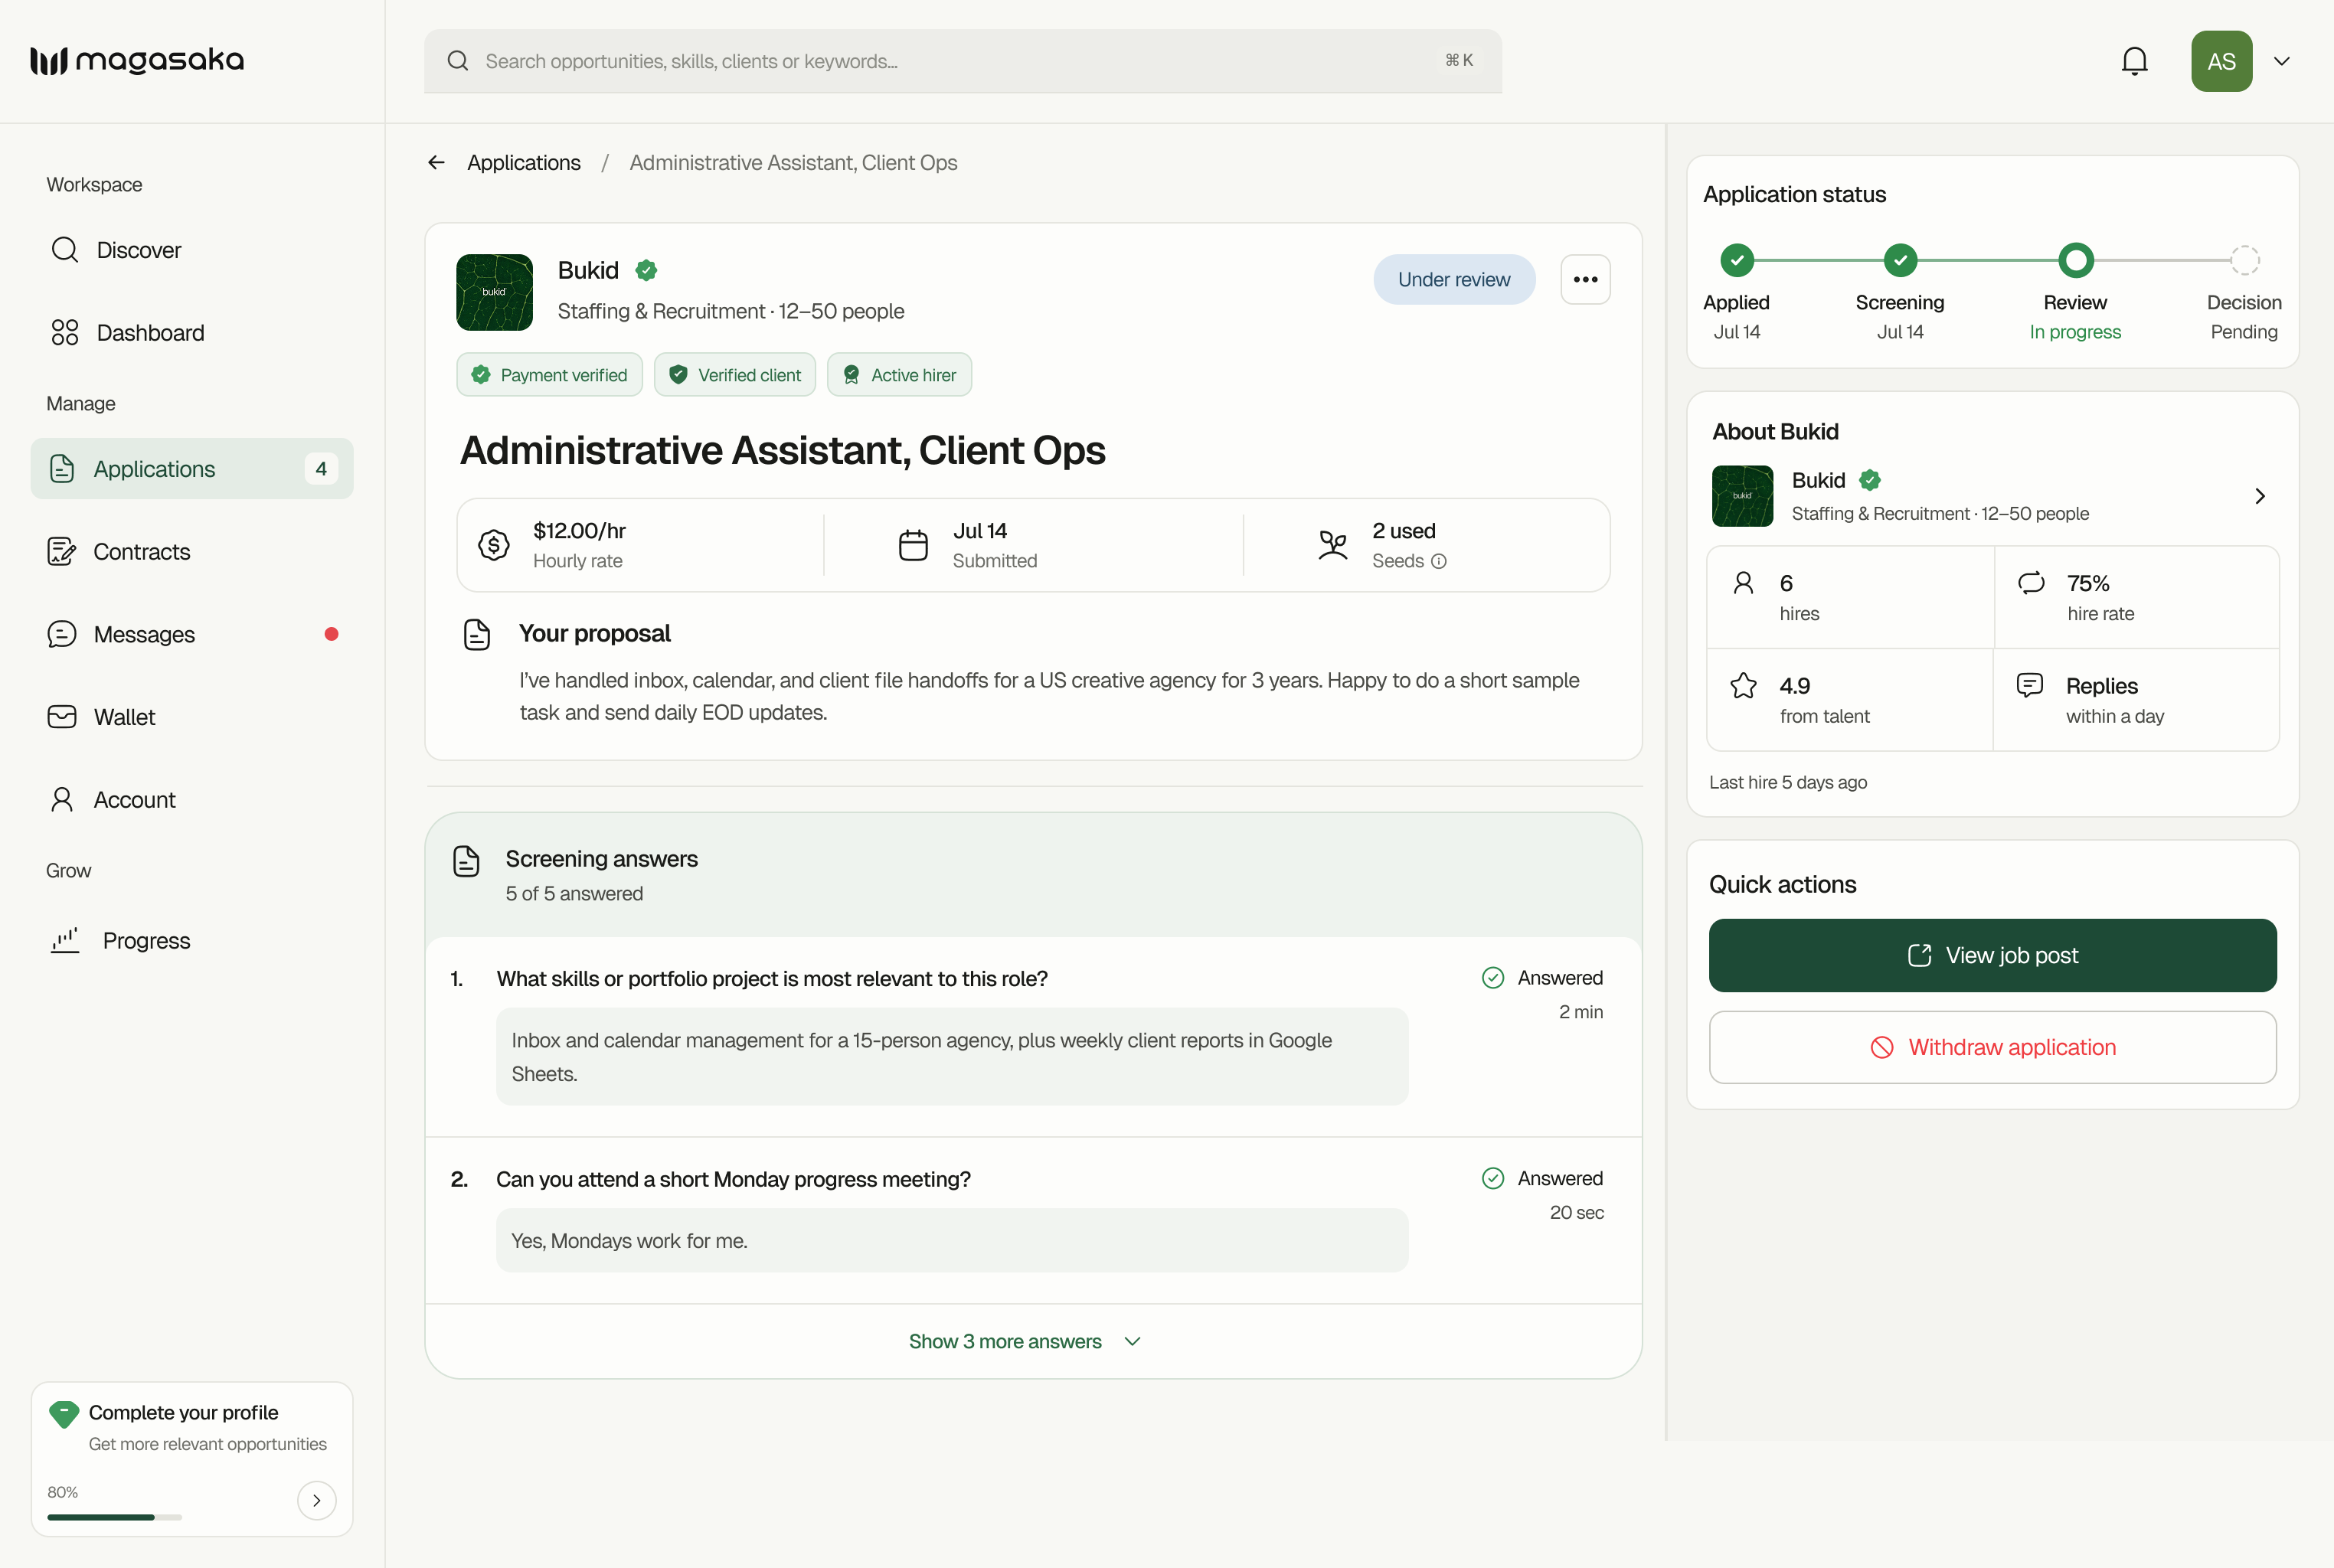 magasaka
Search opportunities, skills, clients or keywords...
⌘ K
AS
Workspace
Discover
Dashboard
Manage
Applications
4
Contracts
Messages
Wallet
Account
Grow
Progress
Complete your profile
Get more relevant opportunities
80%
Applications / Administrative Assistant, Client Ops
bukid
Bukid
Staffing & Recruitment · 12–50 people
Under review
Payment verified
Verified client
Active hirer
Administrative Assistant, Client Ops
$12.00/hr
Hourly rate
Jul 14
Submitted
2 used
Seeds
Your proposal
I’ve handled inbox, calendar, and client file handoffs for a US creative agency for 3 years. Happy to do a short sample
task and send daily EOD updates.
Screening answers
5 of 5 answered
1. What skills or portfolio project is most relevant to this role?
Answered
2 min
Inbox and calendar management for a 15-person agency, plus weekly client reports in Google
Sheets.
2. Can you attend a short Monday progress meeting?
Answered
20 sec
Yes, Mondays work for me.
Show 3 more answers
Application status
Applied
Jul 14
Screening
Jul 14
Review
In progress
Decision
Pending
About Bukid
bukid
Bukid
Staffing & Recruitment · 12–50 people
6
hires
75%
hire rate
4.9
from talent
Replies
within a day
Last hire 5 days ago
Quick actions
View job post
Withdraw application